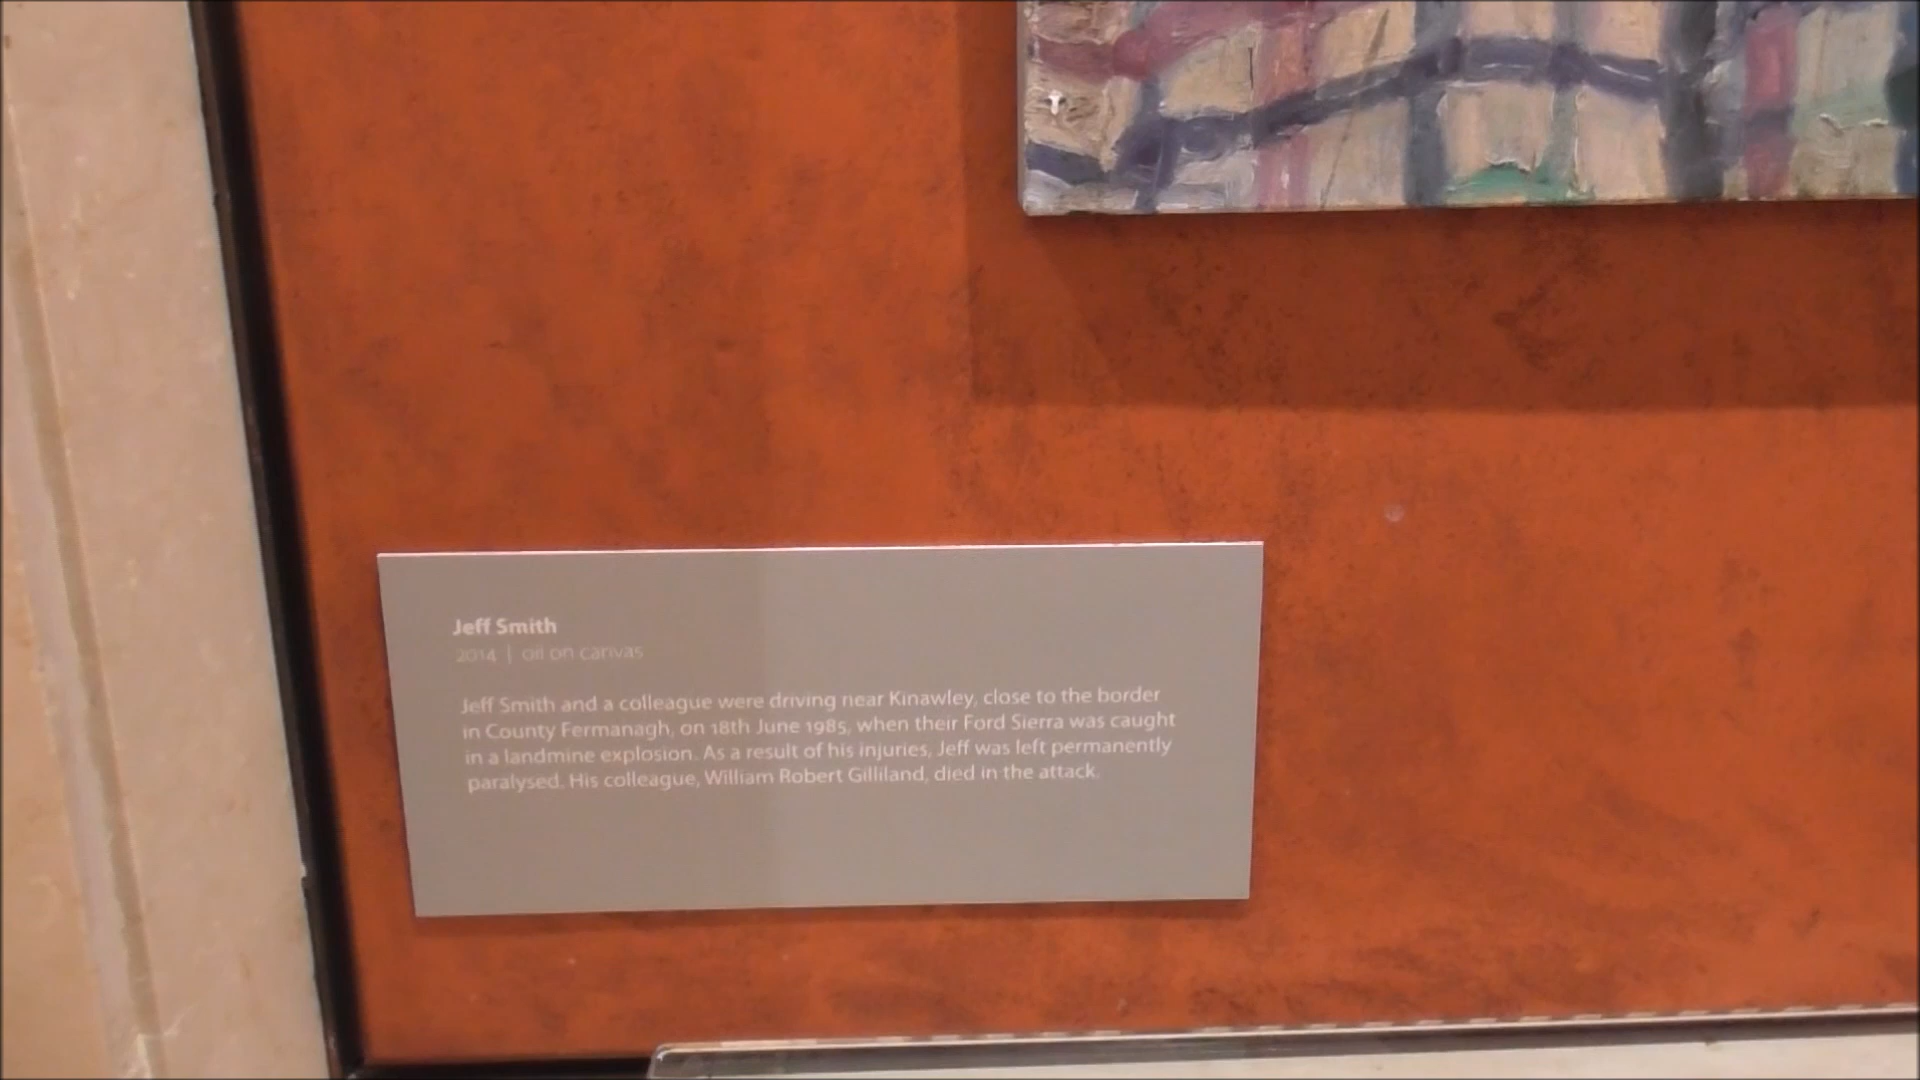 Jeff Smith
2014 | oil on canvas
Jeff Smith and a colleague were driving near Kinawley, close to the border
in County Fermanagh, on 18th June 1985, when their Ford Sierra was caught
in a landmine explosion. As a result of his injuries, Jeff was left permanently
paralysed. His colleague, William Robert Gilliland, died in the attack.